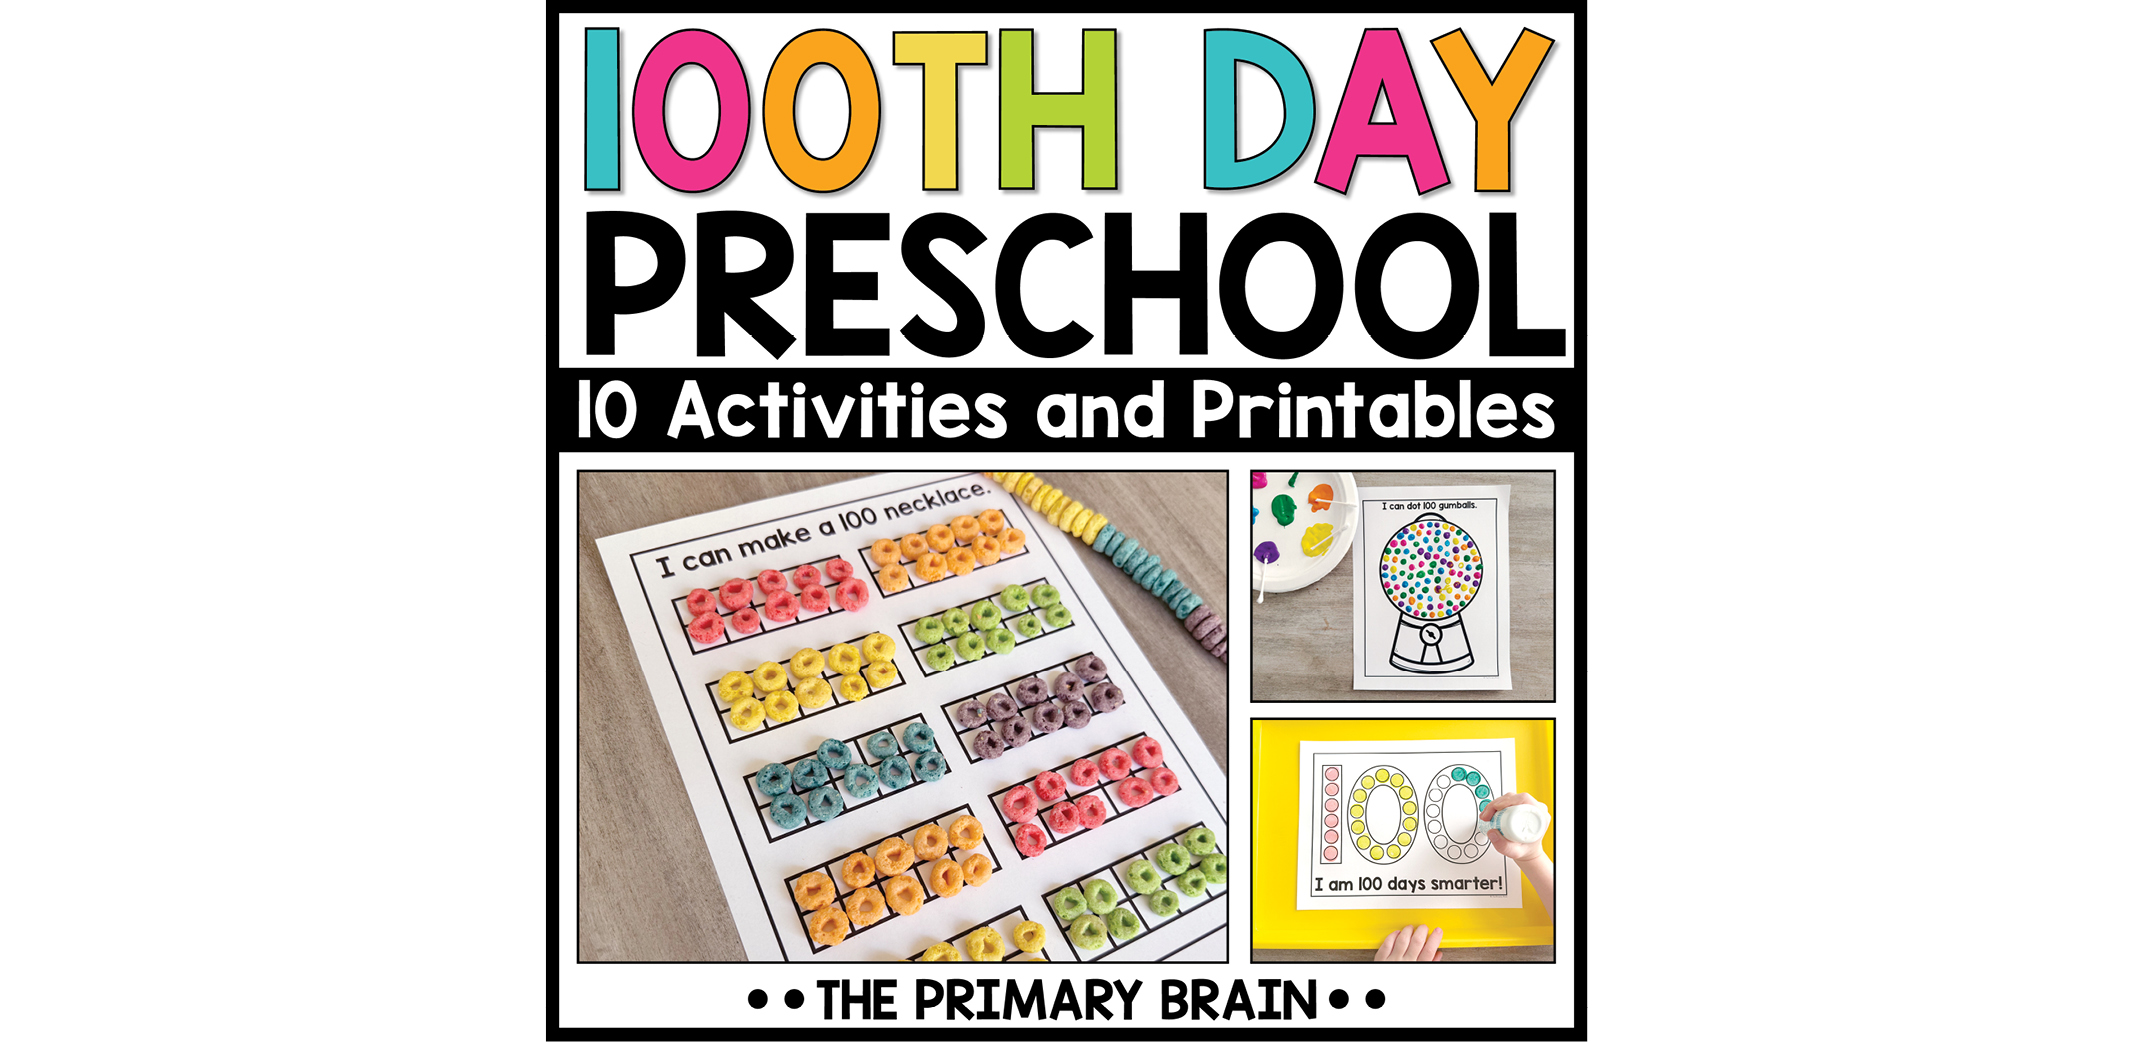 100TH DAY
PRESCHOOL
10 Activities and Printables
I can make a 100 necklace.
I can dot 100 gumballs.
100
I am 100 days smarter!
THE PRIMARY BRAIN